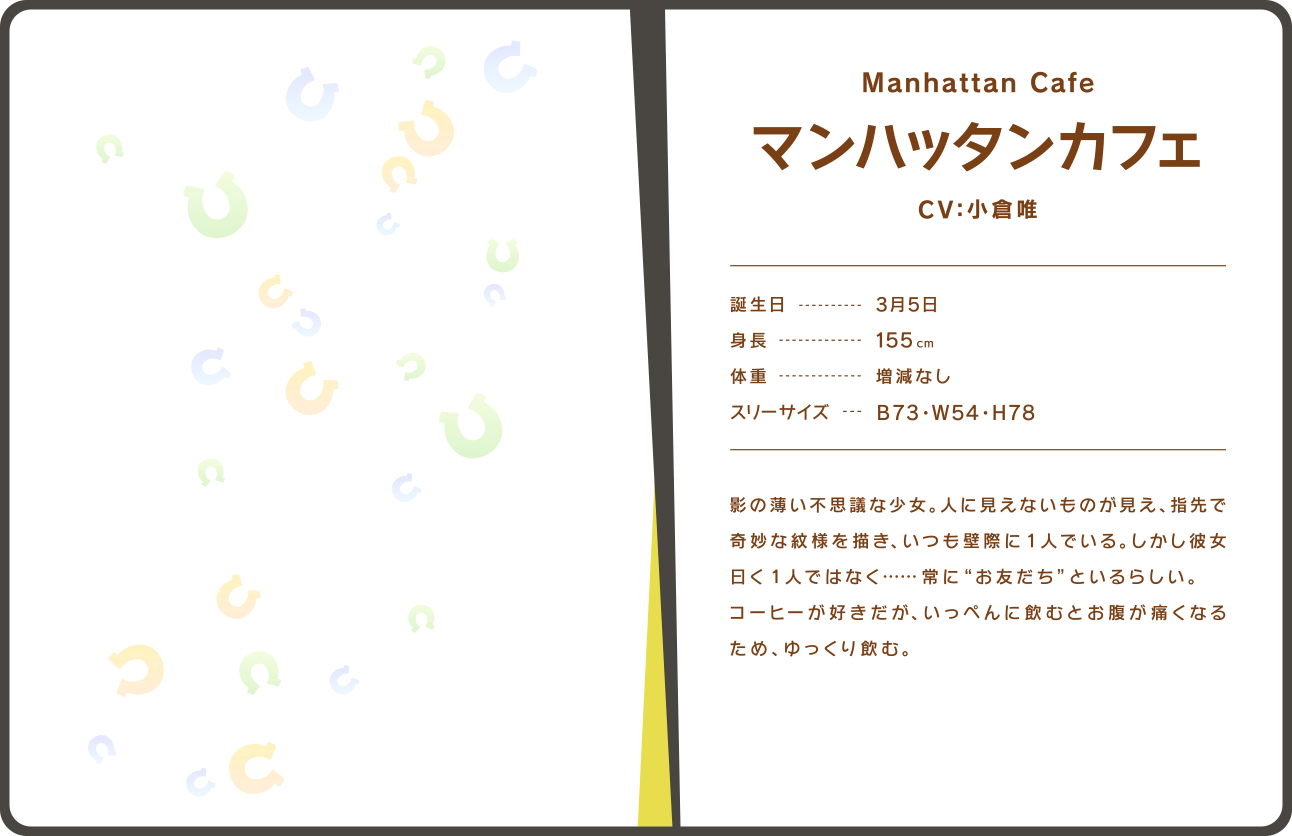 Manhattan Cafe
マンハッタンカフェ
CV:小倉唯
誕生日 ---------- 3月5日
身長 ------------- 155cm
体重 ------------- 増減なし
スリーサイズ --- B73・W54・H78
影の薄い不思議な少女。人に見えないものが見え、指先で
奇妙な紋様を描き、いつも壁際に1人でいる。しかし彼女
曰く1人ではなく……常に“お友だち”といるらしい。
コーヒーが好きだが、いっぺんに飲むとお腹が痛くなる
ため、ゆっくり飲む。